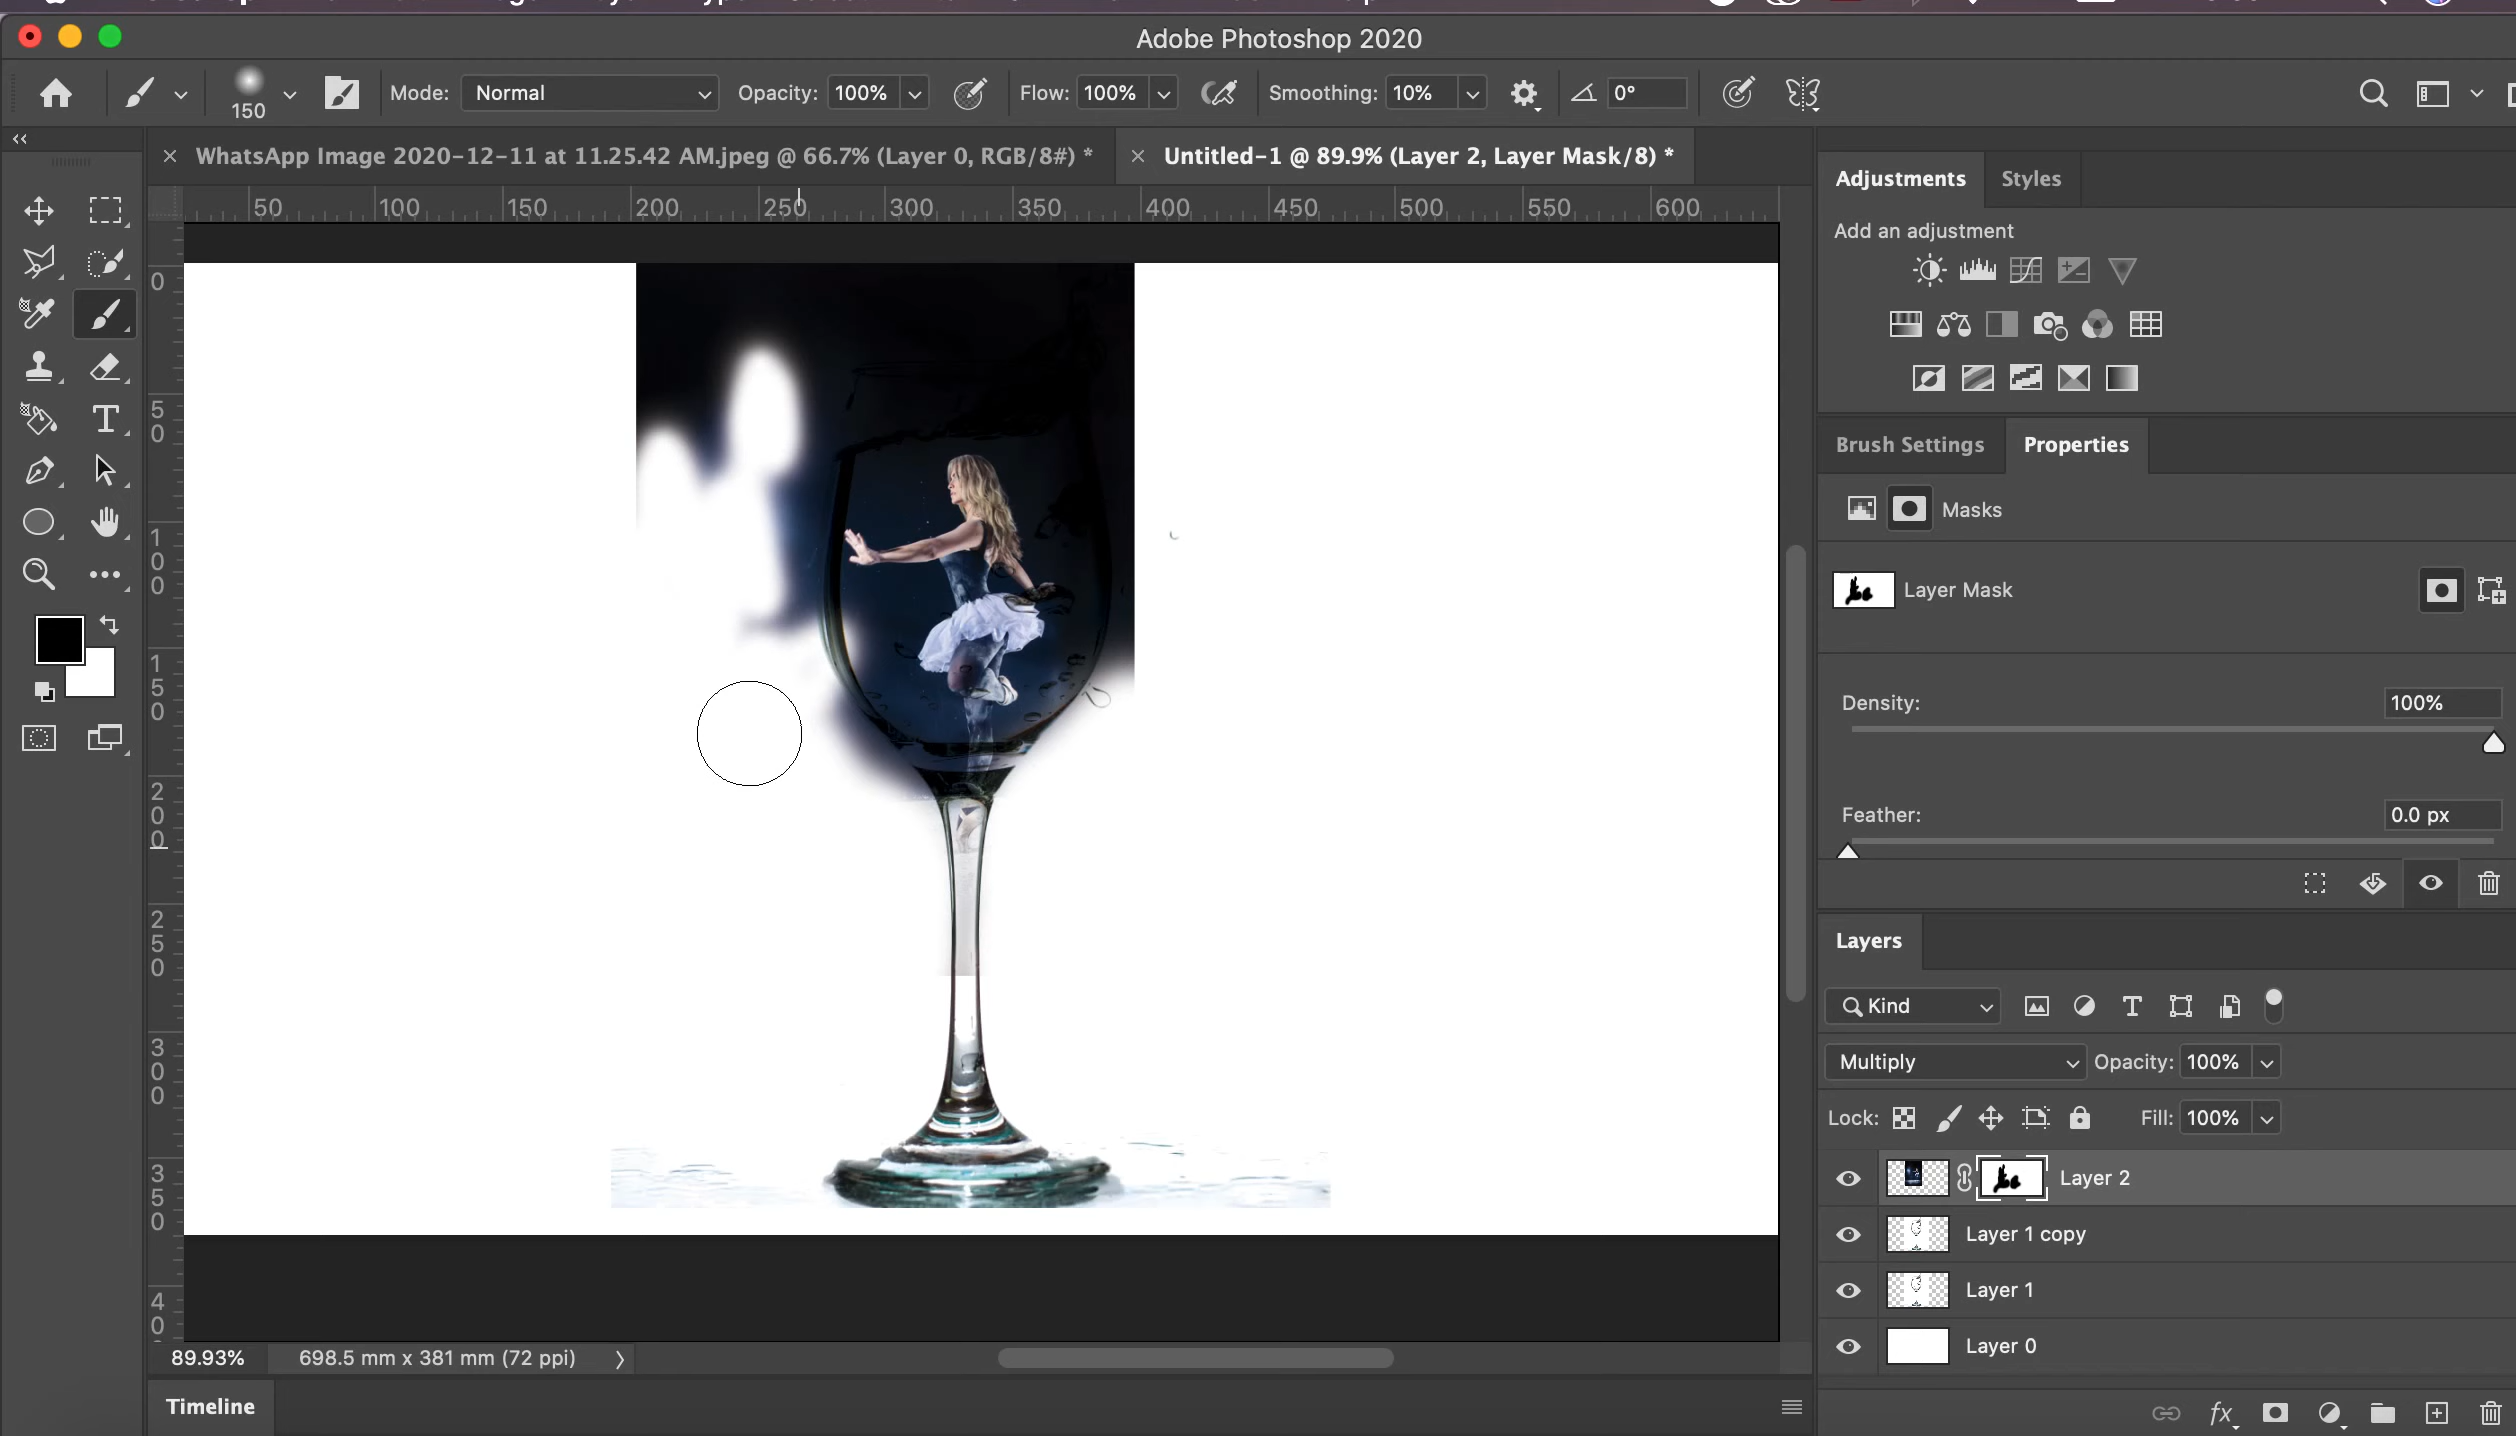 Adobe Photoshop 2020
150
Mode: Normal Opacity: 100% Flow: 100% Smoothing: 10% 0°
WhatsApp Image 2020-12-11 at 11.25.42 AM.jpeg @ 66.7% (Layer 0, RGB/8#) *
Untitled-1 @ 89.9% (Layer 2, Layer Mask/8) *
50 100 150 200 250 300 350 400 450 500 550 600
0
50
100
150
200
250
300
350
40
Adjustments Styles
Add an adjustment
Brush Settings Properties
Masks
Layer Mask
Density: 100%
Feather: 0.0 px
Layers
Kind
Multiply Opacity: 100%
Lock: Fill: 100%
Layer 2
Layer 1 copy
Layer 1
Layer 0
89.93% 698.5 mm x 381 mm (72 ppi)
Timeline
fx